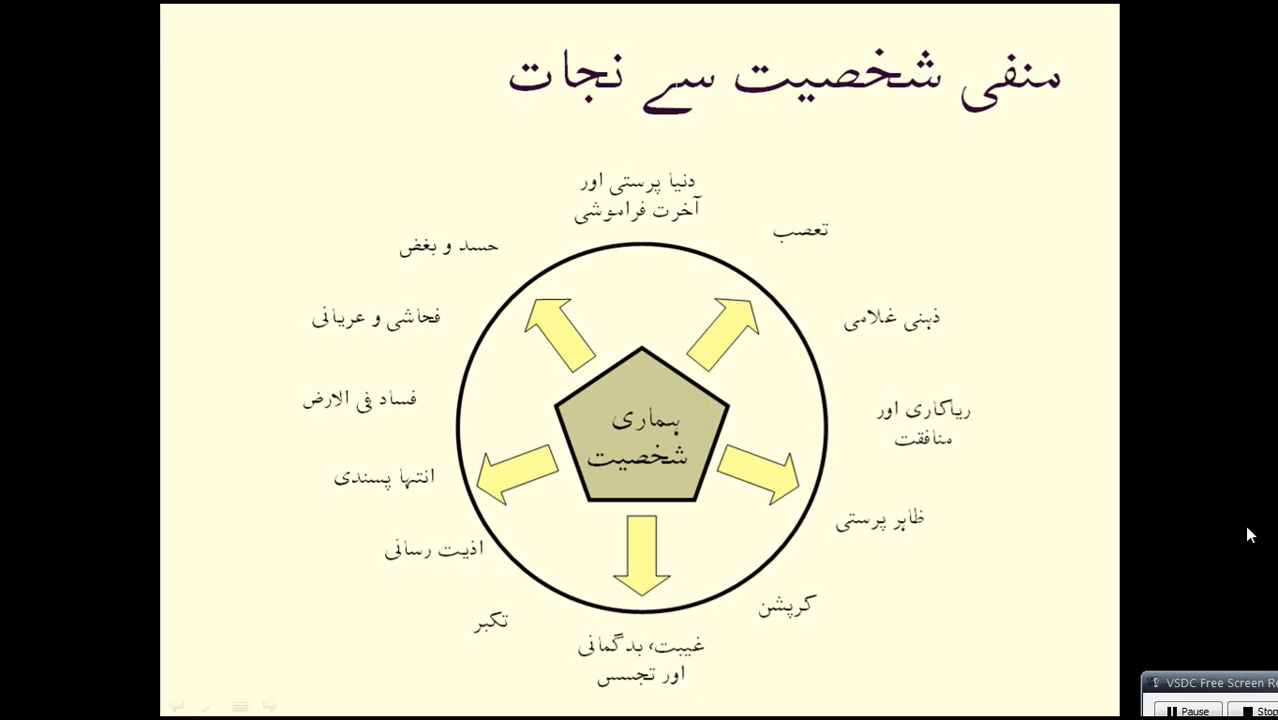 منفی شخصیت سے نجات
دنیا پرستی اور
آخرت فراموشی
تعصب
ذہنی غلامی
ریاکاری اور
منافقت
ظاہر پرستی
کرپشن
غیبت، بدگمانی
اور تجسس
تکبر
اذیت رسانی
انتہا پسندی
فساد فی الارض
فحاشی و عریانی
حسد و بغض
ہماری
شخصیت
VSDC Free Screen Re
Pause
Stop